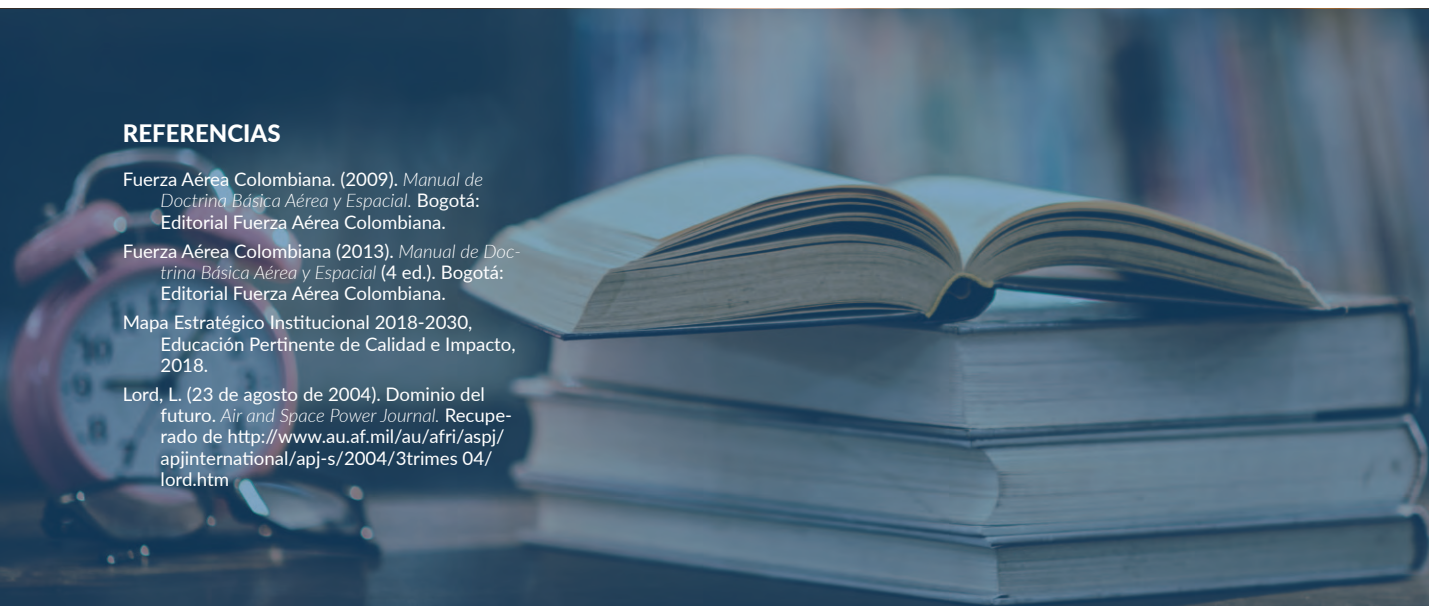 REFERENCIAS
Fuerza Aérea Colombiana. (2009). Manual de
Doctrina Básica Aérea y Espacial. Bogotá:
Editorial Fuerza Aérea Colombiana.
Fuerza Aérea Colombiana (2013). Manual de Doc-
trina Básica Aérea y Espacial (4 ed.). Bogotá:
Editorial Fuerza Aérea Colombiana.
Mapa Estratégico Institucional 2018-2030,
Educación Pertinente de Calidad e Impacto,
2018.
Lord, L. (23 de agosto de 2004). Dominio del
futuro. Air and Space Power Journal. Recupe-
rado de http://www.au.af.mil/au/afri/aspj/
apjinternational/apj-s/2004/3trimes 04/
lord.htm
10
9
8
7